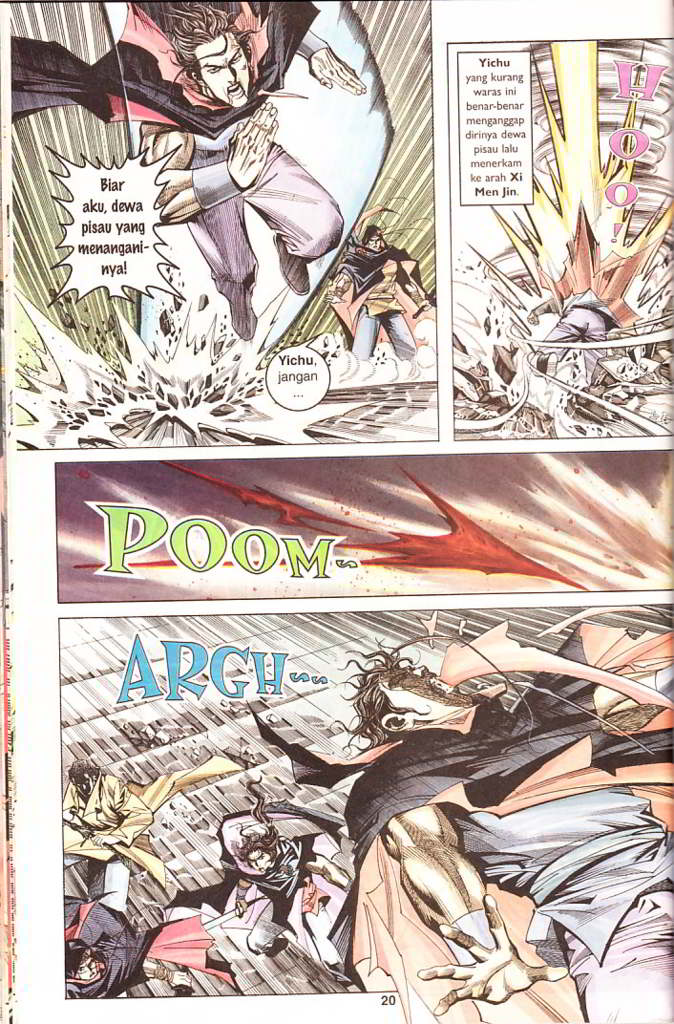 Biar
aku, dewa
pisau yang
menangani-
nya!
Yichu,
jangan
...
Yichu
yang kurang
waras ini
benar-benar
menganggap
dirinya dewa
pisau lalu
menerkam
ke arah Xi
Men Jin.
HOOO!
POOM~
ARGH~~
20